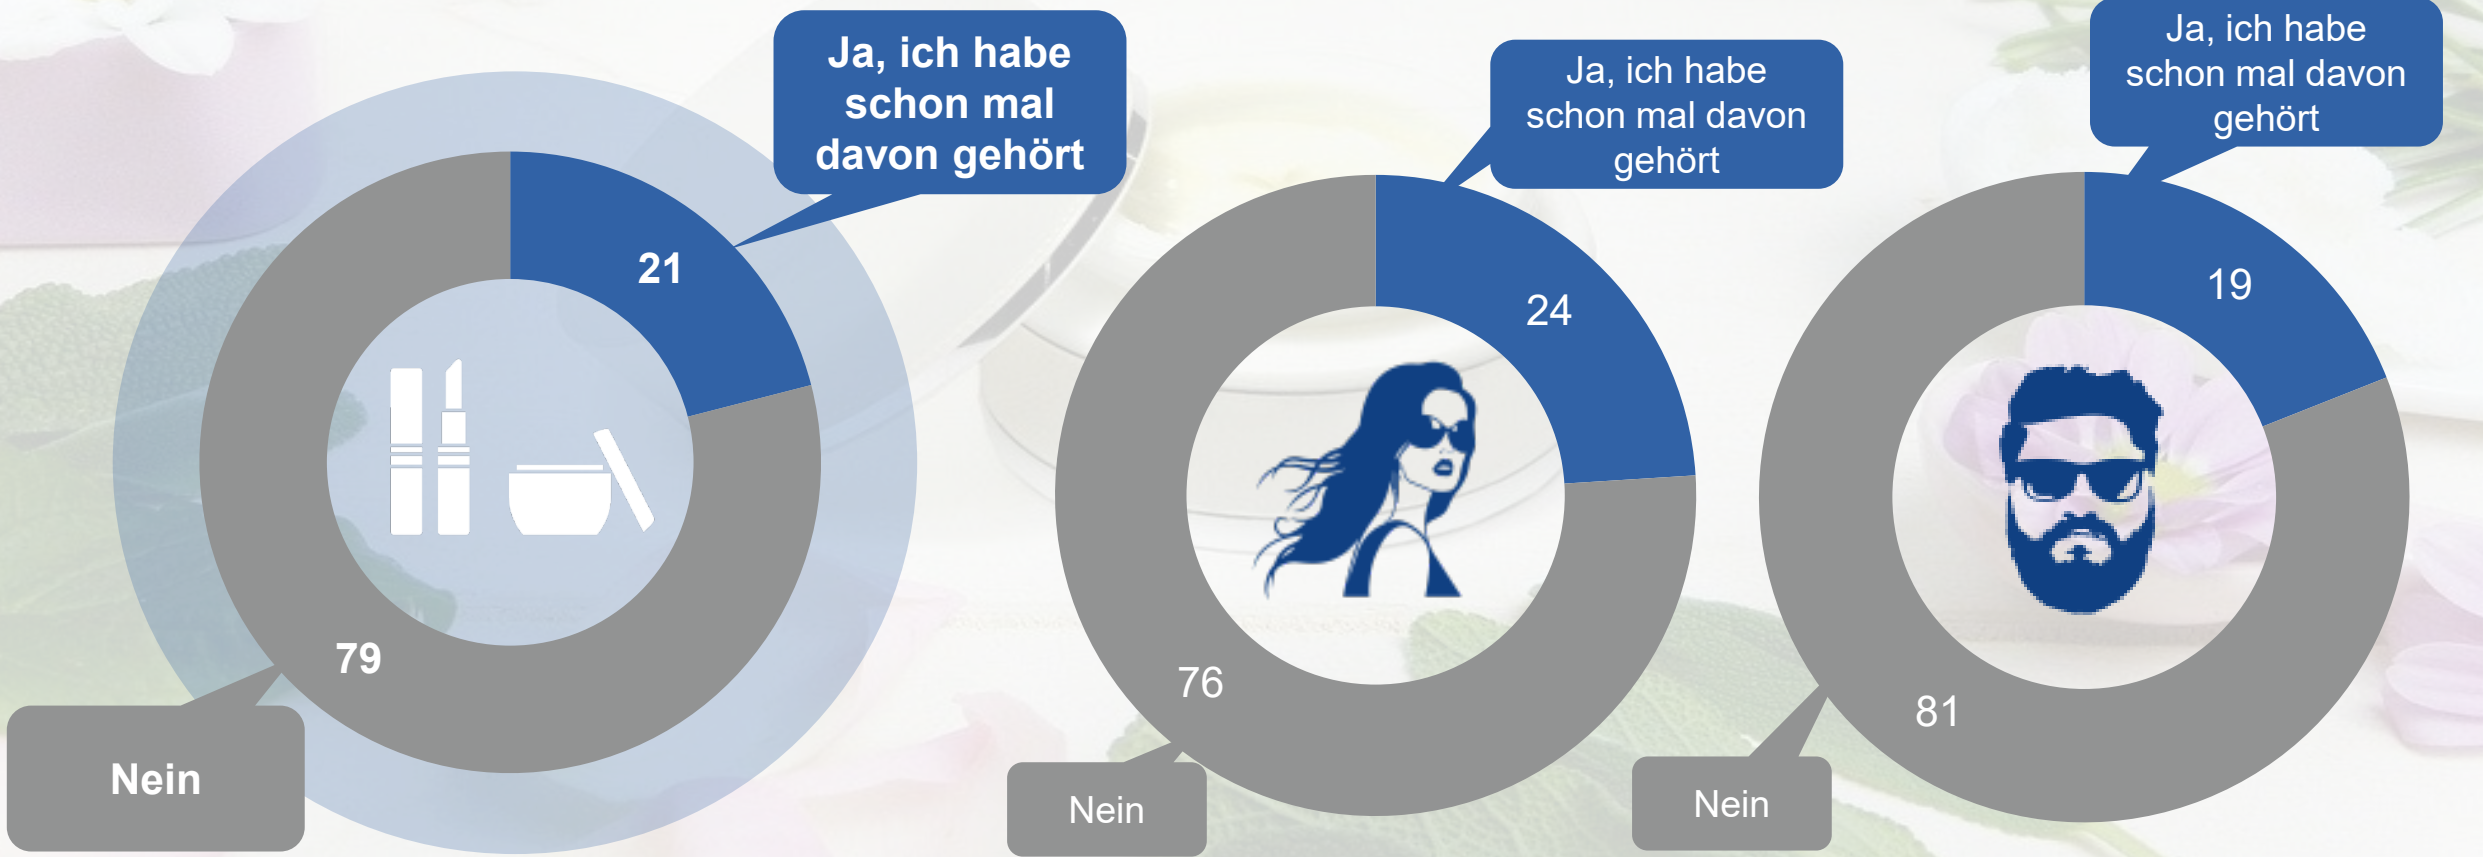 Ja, ich habe
schon mal
davon gehört
21
79
Nein
Ja, ich habe
schon mal davon
gehört
24
76
Nein
Ja, ich habe
schon mal davon
gehört
19
81
Nein